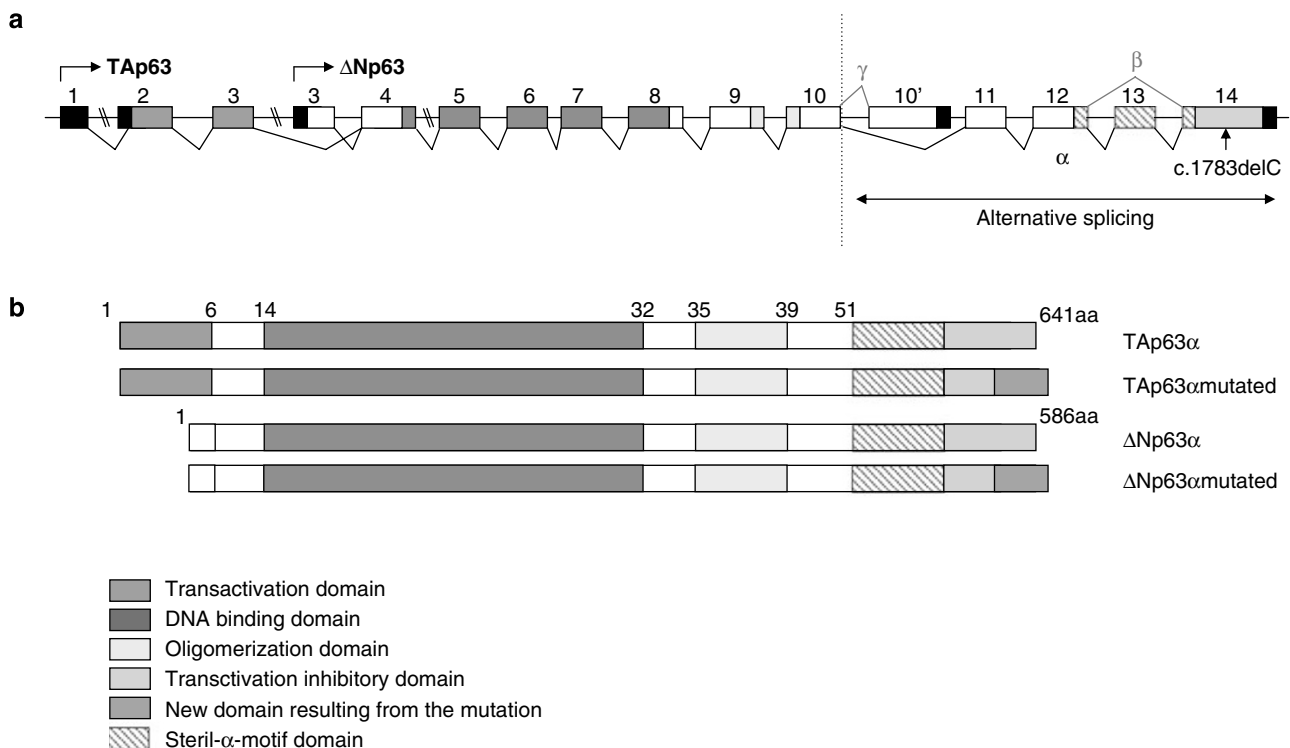 a
TAp63 ΔNp63 γ β
1 2 3 3 4 5 6 7 8 9 10 10' 11 12 13 14
α c.1783delC
Alternative splicing
b
1 6 14 32 35 39 51 641aa
TAp63α
TAp63αmutated
1 586aa
ΔNp63α
ΔNp63αmutated
Transactivation domain
DNA binding domain
Oligomerization domain
Transctivation inhibitory domain
New domain resulting from the mutation
Steril-α-motif domain